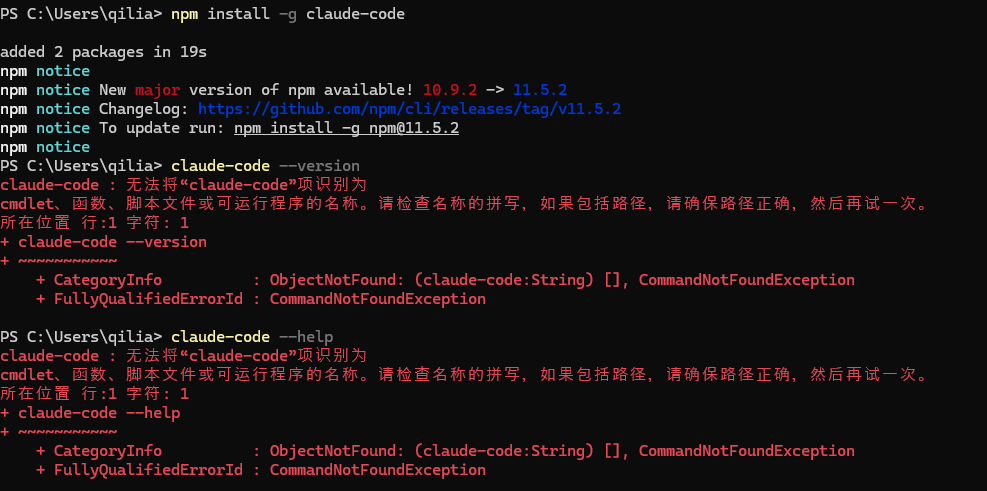 PS C:\Users\qilia> npm install -g claude-code
added 2 packages in 19s
npm notice
npm notice New major version of npm available! 10.9.2 -> 11.5.2
npm notice Changelog: https://github.com/npm/cli/releases/tag/v11.5.2
npm notice To update run: npm install -g npm@11.5.2
npm notice
PS C:\Users\qilia> claude-code --version
claude-code : 无法将“claude-code”项识别为
cmdlet、函数、脚本文件或可运行程序的名称。请检查名称的拼写，如果包括路径，请确保路径正确，然后再试一次。
所在位置 行:1 字符: 1
+ claude-code --version
+ ~~~~~~~~~~~
    + CategoryInfo          : ObjectNotFound: (claude-code:String) [], CommandNotFoundException
    + FullyQualifiedErrorId : CommandNotFoundException
PS C:\Users\qilia> claude-code --help
claude-code : 无法将“claude-code”项识别为
cmdlet、函数、脚本文件或可运行程序的名称。请检查名称的拼写，如果包括路径，请确保路径正确，然后再试一次。
所在位置 行:1 字符: 1
+ claude-code --help
+ ~~~~~~~~~~~
    + CategoryInfo          : ObjectNotFound: (claude-code:String) [], CommandNotFoundException
    + FullyQualifiedErrorId : CommandNotFoundException